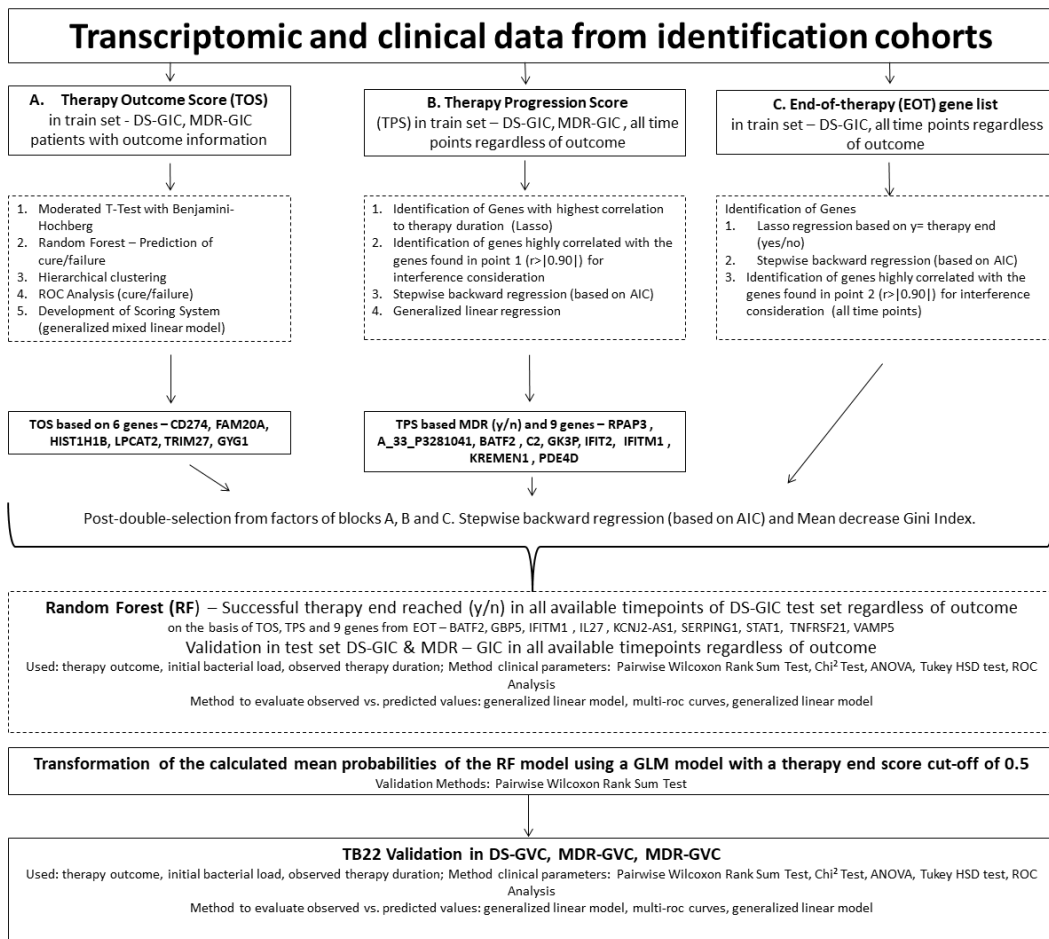 Transcriptomic and clinical data from identification cohorts
A. Therapy Outcome Score (TOS)
in train set - DS-GIC, MDR-GIC
patients with outcome information
1. Moderated T-Test with Benjamini-
Hochberg
2. Random Forest – Prediction of
cure/failure
3. Hierarchical clustering
4. ROC Analysis (cure/failure)
5. Development of Scoring System
(generalized mixed linear model)
TOS based on 6 genes – CD274, FAM20A,
HIST1H1B, LPCAT2, TRIM27, GYG1
B. Therapy Progression Score
(TPS) in train set – DS-GIC, MDR-GIC , all time
points regardless of outcome
1. Identification of Genes with highest correlation
to therapy duration (Lasso)
2. Identification of genes highly correlated with the
genes found in point 1 (r>|0.90|) for
interference consideration
3. Stepwise backward regression (based on AIC)
4. Generalized linear regression
TPS based MDR (y/n) and 9 genes – RPAP3 ,
A_33_P3281041, BATF2 , C2, GK3P, IFIT2, IFITM1 ,
KREMEN1 , PDE4D
C. End-of-therapy (EOT) gene list
in train set – DS-GIC, all time points regardless
of outcome
Identification of Genes
1. Lasso regression based on y= therapy end
(yes/no)
2. Stepwise backward regression (based on AIC)
3. Identification of genes highly correlated with the
genes found in point 2 (r>|0.90|) for interference
consideration (all time points)
Post-double-selection from factors of blocks A, B and C. Stepwise backward regression (based on AIC) and Mean decrease Gini Index.
Random Forest (RF) – Successful therapy end reached (y/n) in all available timepoints of DS-GIC test set regardless of outcome
on the basis of TOS, TPS and 9 genes from EOT – BATF2, GBP5, IFITM1 , IL27 , KCNJ2-AS1, SERPING1, STAT1, TNFRSF21, VAMP5
Validation in test set DS-GIC & MDR – GIC in all available timepoints regardless of outcome
Used: therapy outcome, initial bacterial load, observed therapy duration; Method clinical parameters: Pairwise Wilcoxon Rank Sum Test, Chi² Test, ANOVA, Tukey HSD test, ROC
Analysis
Method to evaluate observed vs. predicted values: generalized linear model, multi-roc curves, generalized linear model
Transformation of the calculated mean probabilities of the RF model using a GLM model with a therapy end score cut-off of 0.5
Validation Methods: Pairwise Wilcoxon Rank Sum Test
TB22 Validation in DS-GVC, MDR-GVC, MDR-GVC
Used: therapy outcome, initial bacterial load, observed therapy duration; Method clinical parameters: Pairwise Wilcoxon Rank Sum Test, Chi² Test, ANOVA, Tukey HSD test, ROC
Analysis
Method to evaluate observed vs. predicted values: generalized linear model, multi-roc curves, generalized linear model